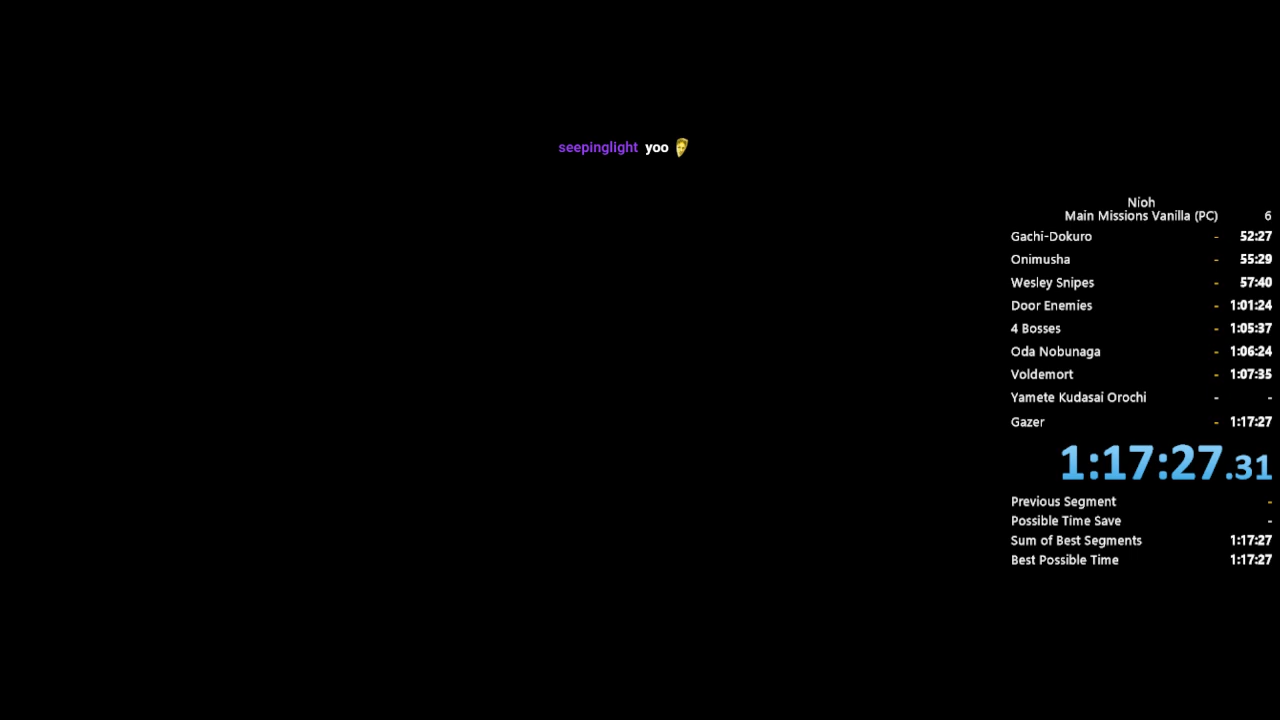 seepinglight yoo
Nioh
Main Missions Vanilla (PC) 6
Gachi-Dokuro - 52:27
Onimusha - 55:29
Wesley Snipes - 57:40
Door Enemies - 1:01:24
4 Bosses - 1:05:37
Oda Nobunaga - 1:06:24
Voldemort - 1:07:35
Yamete Kudasai Orochi - -
Gazer - 1:17:27
1:17:27.31
Previous Segment -
Possible Time Save -
Sum of Best Segments 1:17:27
Best Possible Time 1:17:27